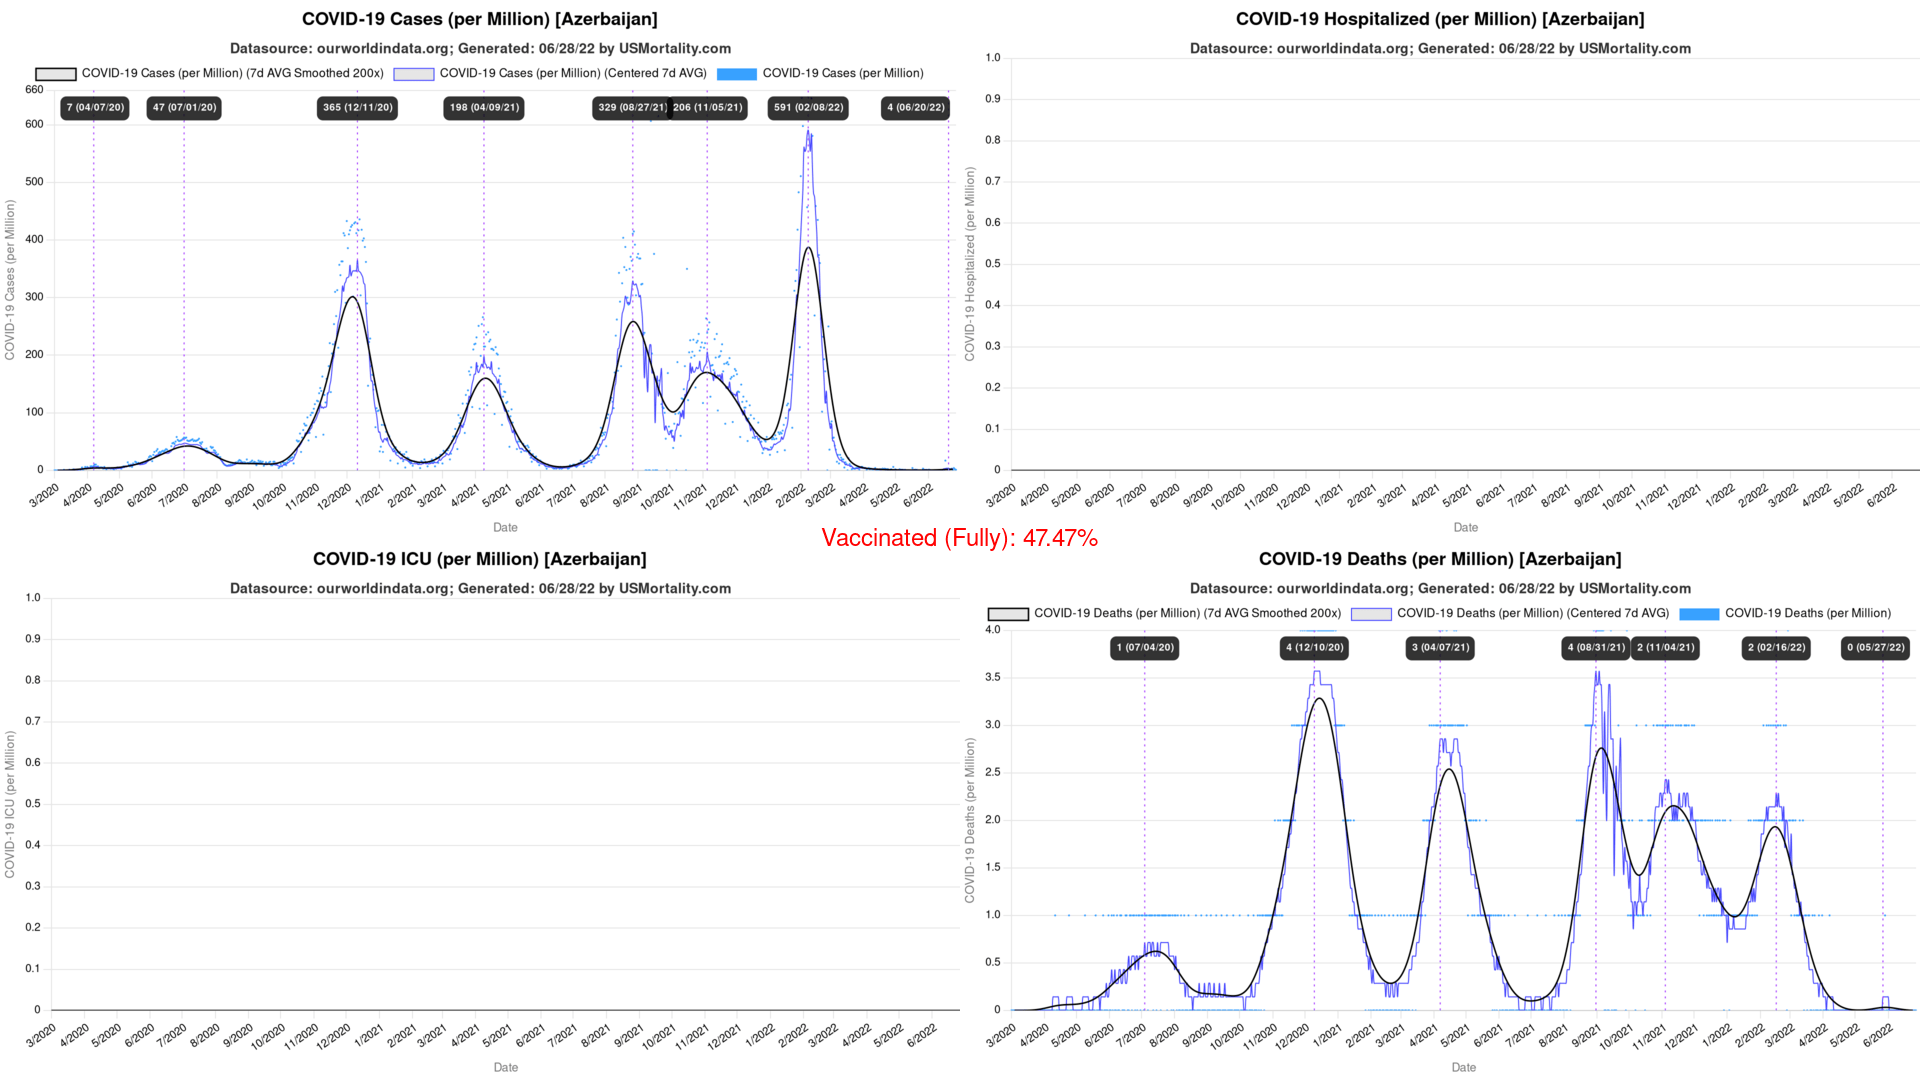 COVID-19 Cases (per Million) [Azerbaijan]
Datasource: ourworldindata.org; Generated: 06/28/22 by USMortality.com
COVID-19 Cases (per Million) (7d AVG Smoothed 200x) COVID-19 Cases (per Million) (Centered 7d AVG) COVID-19 Cases (per Million)
7 (04/07/20) 47 (07/01/20) 365 (12/11/20) 198 (04/09/21) 329 (08/27/21) 206 (11/05/21) 591 (02/08/22) 4 (06/20/22)
660
600
500
400
300
200
100
0
COVID-19 Cases (per Million)
3/2020 4/2020 5/2020 6/2020 7/2020 8/2020 9/2020 10/2020 11/2020 12/2020 1/2021 2/2021 3/2021 4/2021 5/2021 6/2021 7/2021 8/2021 9/2021 10/2021 11/2021 12/2021 1/2022 2/2022 3/2022 4/2022 5/2022 6/2022
Date
COVID-19 Hospitalized (per Million) [Azerbaijan]
Datasource: ourworldindata.org; Generated: 06/28/22 by USMortality.com
1.0
0.9
0.8
0.7
0.6
0.5
0.4
0.3
0.2
0.1
0
COVID-19 Hospitalized (per Million)
3/2020 4/2020 5/2020 6/2020 7/2020 8/2020 9/2020 10/2020 11/2020 12/2020 1/2021 2/2021 3/2021 4/2021 5/2021 6/2021 7/2021 8/2021 9/2021 10/2021 11/2021 12/2021 1/2022 2/2022 3/2022 4/2022 5/2022 6/2022
Date
Vaccinated (Fully): 47.47%
COVID-19 ICU (per Million) [Azerbaijan]
Datasource: ourworldindata.org; Generated: 06/28/22 by USMortality.com
1.0
0.9
0.8
0.7
0.6
0.5
0.4
0.3
0.2
0.1
0
COVID-19 ICU (per Million)
3/2020 4/2020 5/2020 6/2020 7/2020 8/2020 9/2020 10/2020 11/2020 12/2020 1/2021 2/2021 3/2021 4/2021 5/2021 6/2021 7/2021 8/2021 9/2021 10/2021 11/2021 12/2021 1/2022 2/2022 3/2022 4/2022 5/2022 6/2022
Date
COVID-19 Deaths (per Million) [Azerbaijan]
Datasource: ourworldindata.org; Generated: 06/28/22 by USMortality.com
COVID-19 Deaths (per Million) (7d AVG Smoothed 200x) COVID-19 Deaths (per Million) (Centered 7d AVG) COVID-19 Deaths (per Million)
1 (07/04/20) 4 (12/10/20) 3 (04/07/21) 4 (08/31/21) 2 (11/04/21) 2 (02/16/22) 0 (05/27/22)
4.0
3.5
3.0
2.5
2.0
1.5
1.0
0.5
0
COVID-19 Deaths (per Million)
3/2020 4/2020 5/2020 6/2020 7/2020 8/2020 9/2020 10/2020 11/2020 12/2020 1/2021 2/2021 3/2021 4/2021 5/2021 6/2021 7/2021 8/2021 9/2021 10/2021 11/2021 12/2021 1/2022 2/2022 3/2022 4/2022 5/2022 6/2022
Date